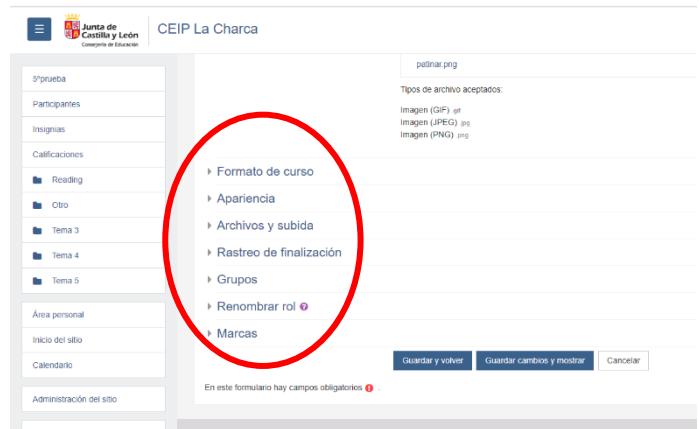 Junta de
Castilla y León
Consejería de Educación
CEIP La Charca
5ºprueba
Participantes
Insignias
Calificaciones
Reading
Otro
Tema 3
Tema 4
Tema 5
Área personal
Inicio del sitio
Calendario
Administración del sitio
patinar.png
Tipos de archivo aceptados:
Imagen (GIF) .gif
Imagen (JPEG) .jpg
Imagen (PNG) .png
Formato de curso
Apariencia
Archivos y subida
Rastreo de finalización
Grupos
Renombrar rol
Marcas
Guardar y volver
Guardar cambios y mostrar
Cancelar
En este formulario hay campos obligatorios .